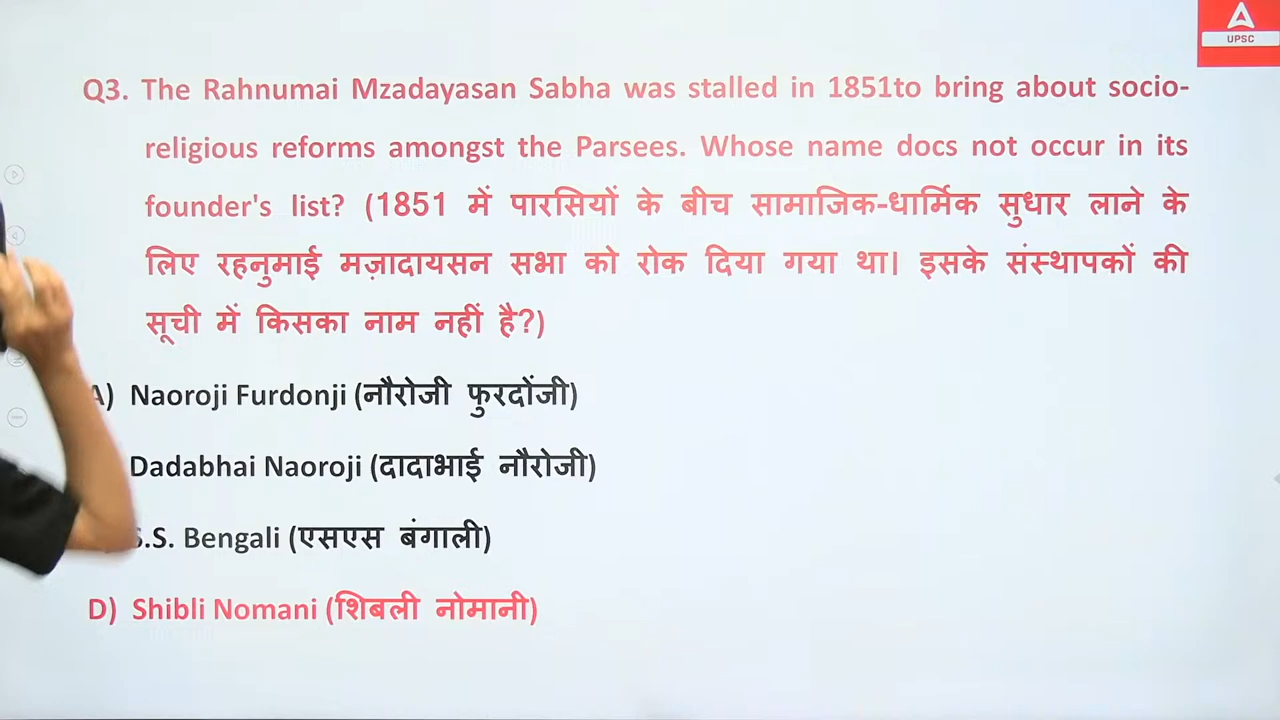 A
UPSC
Q3. The Rahnumai Mzadayasan Sabha was stalled in 1851to bring about socio-
religious reforms amongst the Parsees. Whose name docs not occur in its
founder's list? (1851 में पारसियों के बीच सामाजिक-धार्मिक सुधार लाने के
लिए रहनुमाई मज़ादायसन सभा को रोक दिया गया था। इसके संस्थापकों की
सूची में किसका नाम नहीं है?)
A) Naoroji Furdonji (नौरोजी फुरदोंजी)
Dadabhai Naoroji (दादाभाई नौरोजी)
S.S. Bengali (एसएस बंगाली)
D) Shibli Nomani (शिबली नोमानी)